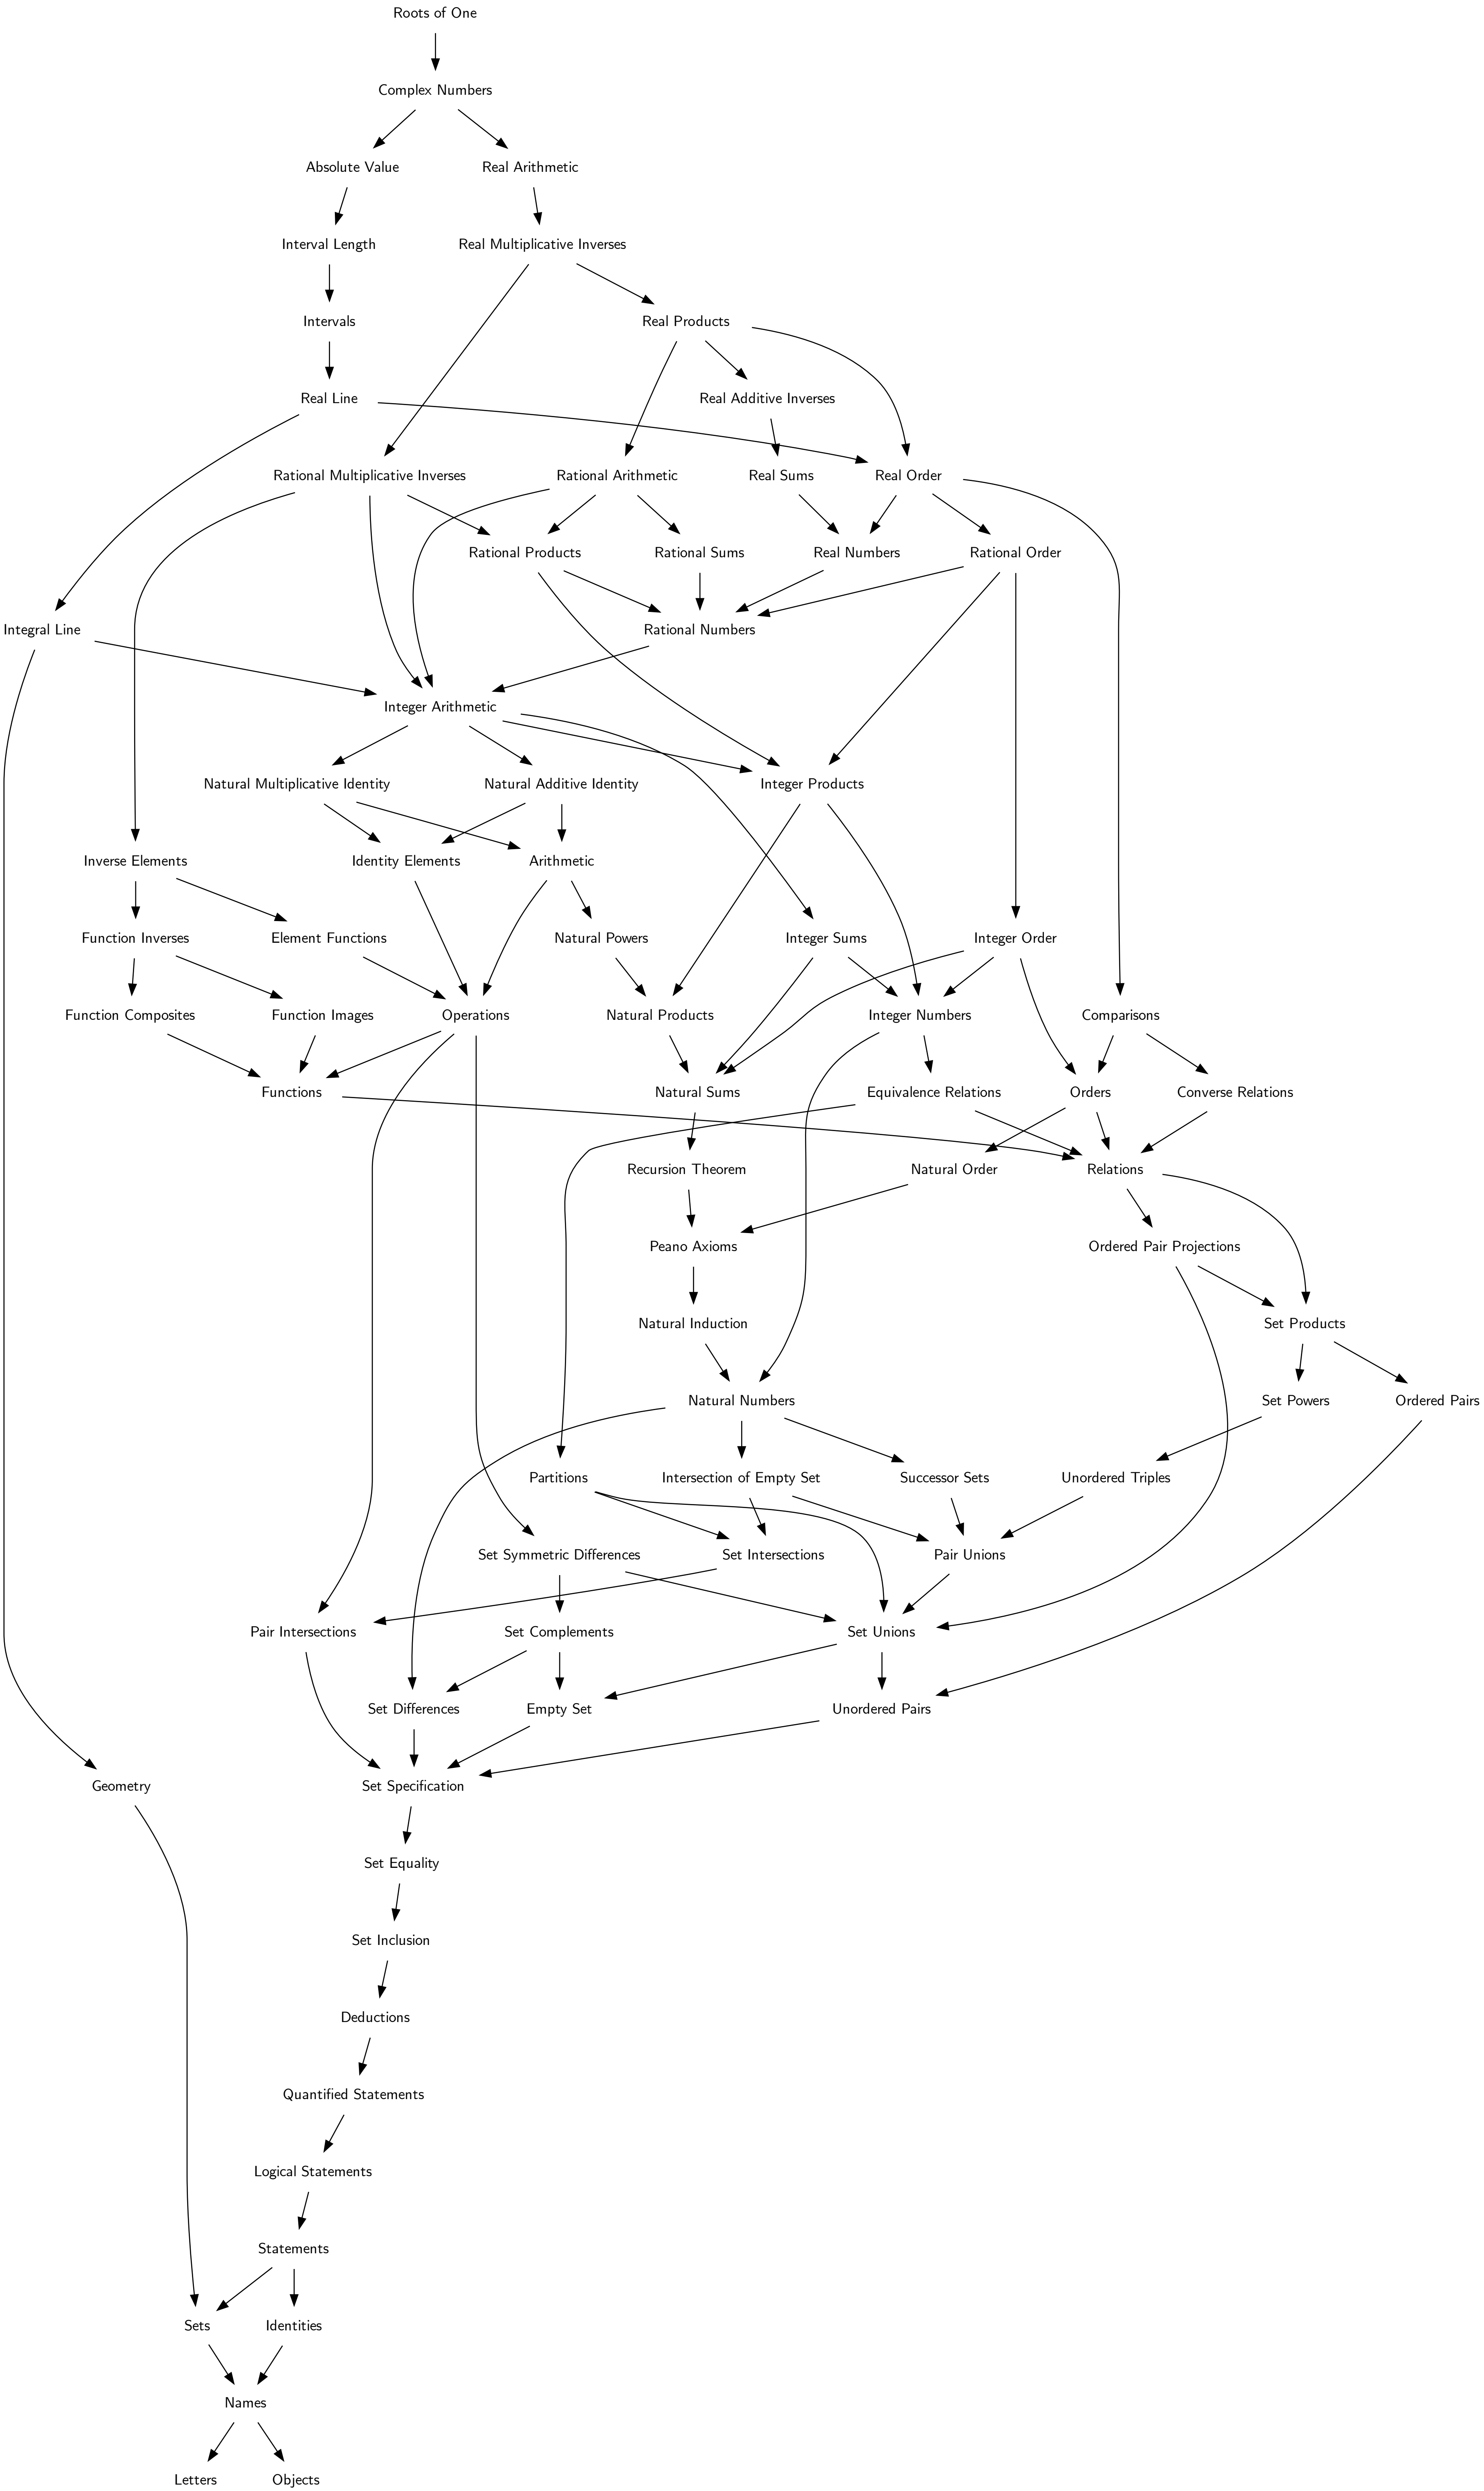 Roots of One
Complex Numbers
Absolute Value
Real Arithmetic
Interval Length
Real Multiplicative Inverses
Intervals
Real Products
Real Line
Real Additive Inverses
Rational Multiplicative Inverses
Rational Arithmetic
Real Sums
Real Order
Rational Products
Rational Sums
Real Numbers
Rational Order
Integral Line
Rational Numbers
Integer Arithmetic
Natural Multiplicative Identity
Natural Additive Identity
Integer Products
Inverse Elements
Identity Elements
Arithmetic
Function Inverses
Element Functions
Natural Powers
Integer Sums
Integer Order
Function Composites
Function Images
Operations
Natural Products
Integer Numbers
Comparisons
Functions
Natural Sums
Equivalence Relations
Orders
Converse Relations
Recursion Theorem
Natural Order
Relations
Peano Axioms
Ordered Pair Projections
Natural Induction
Set Products
Natural Numbers
Set Powers
Ordered Pairs
Partitions
Intersection of Empty Set
Successor Sets
Unordered Triples
Set Symmetric Differences
Set Intersections
Pair Unions
Pair Intersections
Set Complements
Set Unions
Set Differences
Empty Set
Unordered Pairs
Geometry
Set Specification
Set Equality
Set Inclusion
Deductions
Quantified Statements
Logical Statements
Statements
Sets
Identities
Names
Letters
Objects